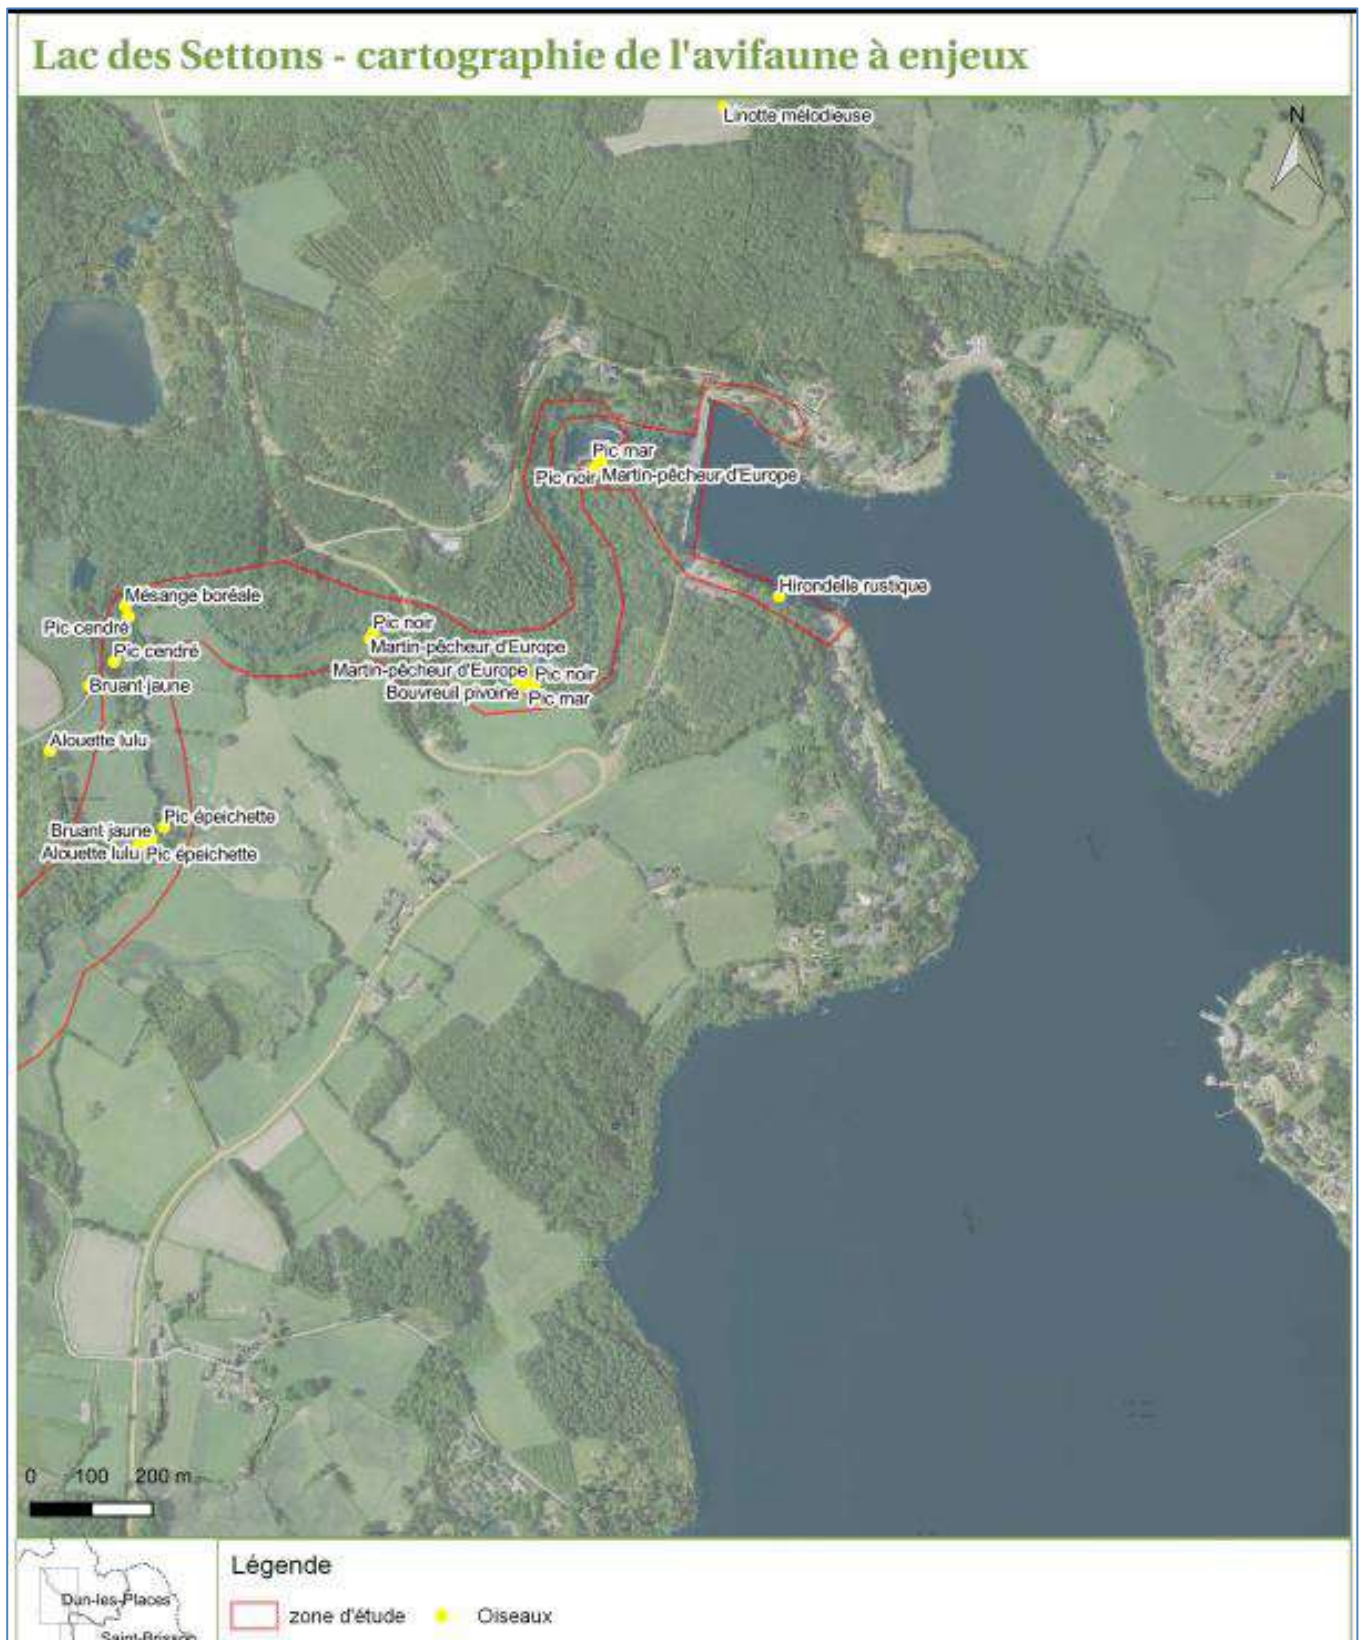 Lac des Settons - cartographie de l'avifaune à enjeux
Linotte mélodieuse
N
Pic mar
Pic noir Martin-pêcheur d'Europe
Hirondelle rustique
Mésange boréale
Pic cendré
Pic noir
Pic cendré
Martin-pêcheur d'Europe
Martin-pêcheur d'Europe Pic noir
Bruant jaune
Bouvreuil pivoine Pic mar
Alouette lulu
Pic épeichette
Bruant jaune
Alouette lulu Pic épeichette
0 100 200 m
Légende
Dun-les-Places
zone d'étude Oiseaux
Saint-Brisson